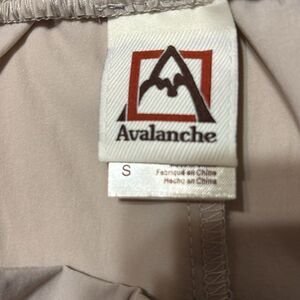 Avalanche
S
Fabriqué en Chine
Hecho en China